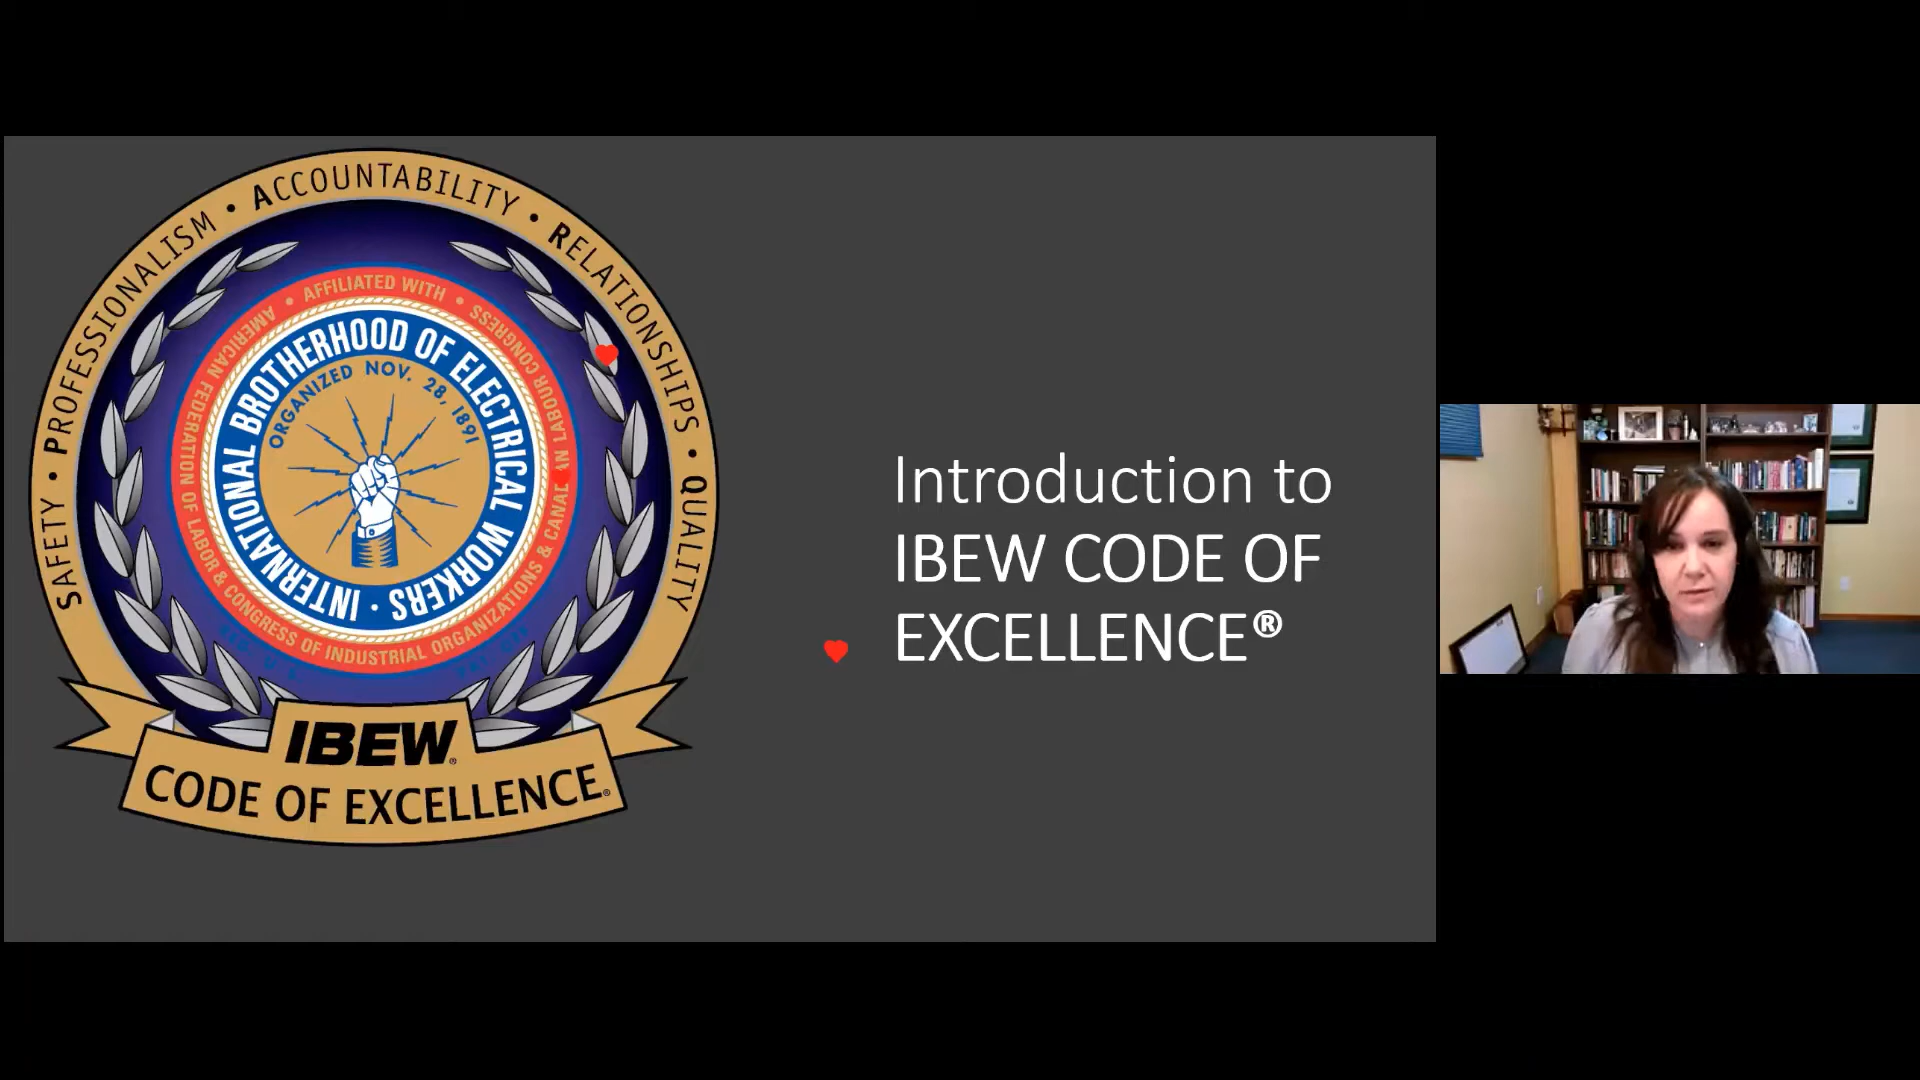 SAFETY • PROFESSIONALISM • ACCOUNTABILITY • RELATIONSHIPS • QUALITY
• AFFILIATED WITH •
AMERICAN FEDERATION OF LABOR & CONGRESS OF INDUSTRIAL ORGANIZATIONS &
LABOUR CONGRESS
INTERNATIONAL BROTHERHOOD OF ELECTRICAL WORKERS •
ORGANIZED NOV. 28, 1891
IBEW®
CODE OF EXCELLENCE®
Introduction to
IBEW CODE OF
EXCELLENCE®